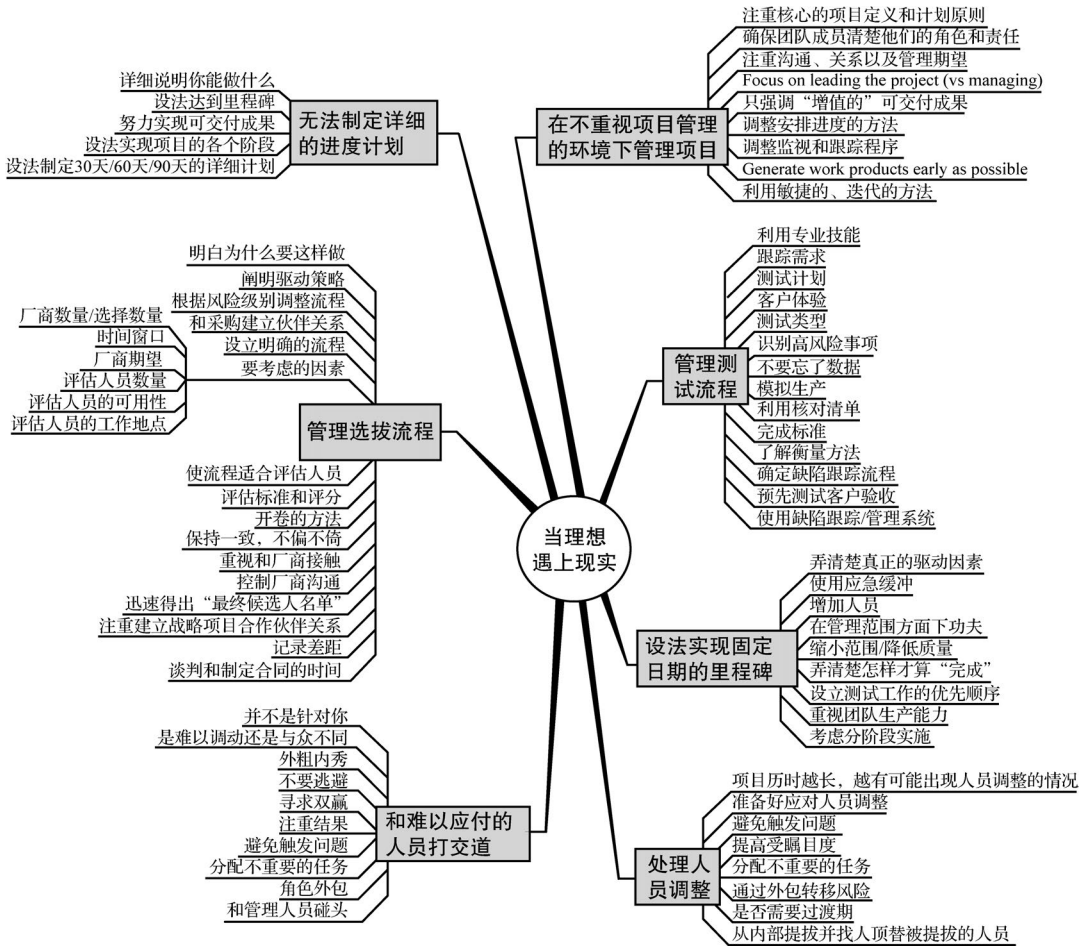 当理想
遇上现实
无法制定详细
的进度计划
详细说明你能做什么
设法达到里程碑
努力实现可交付成果
设法实现项目的各个阶段
设法制定30天/60天/90天的详细计划
管理选拔流程
明白为什么要这样做
阐明驱动策略
根据风险级别调整流程
和采购建立伙伴关系
设立明确的流程
要考虑的因素
厂商数量/选择数量
时间窗口
厂商期望
评估人员数量
评估人员的可用性
评估人员的工作地点
使流程适合评估人员
评估标准和评分
开卷的方法
保持一致，不偏不倚
重视和厂商接触
控制厂商沟通
迅速得出“最终候选人名单”
注重建立战略项目合作伙伴关系
记录差距
谈判和制定合同的时间
和难以应付的
人员打交道
并不是针对你
是难以调动还是与众不同
外粗内秀
不要逃避
寻求双赢
注重结果
避免触发问题
分配不重要的任务
角色外包
和管理人员碰头
在不重视项目管理
的环境下管理项目
注重核心的项目定义和计划原则
确保团队成员清楚他们的角色和责任
注重沟通、关系以及管理期望
Focus on leading the project (vs managing)
只强调“增值的”可交付成果
调整安排进度的方法
调整监视和跟踪程序
Generate work products early as possible
利用敏捷的、迭代的方法
管理测
试流程
利用专业技能
跟踪需求
测试计划
客户体验
测试类型
识别高风险事项
不要忘了数据
模拟生产
利用核对清单
完成标准
了解衡量方法
确定缺陷跟踪流程
预先测试客户验收
使用缺陷跟踪/管理系统
设法实现固定
日期的里程碑
弄清楚真正的驱动因素
使用应急缓冲
增加人员
在管理范围方面下功夫
缩小范围/降低质量
弄清楚怎样才算“完成”
设立测试工作的优先顺序
重视团队生产能力
考虑分阶段实施
处理人
员调整
项目历时越长，越有可能出现人员调整的情况
准备好应对人员调整
避免触发问题
提高受瞩目度
分配不重要的任务
通过外包转移风险
是否需要过渡期
从内部提拔并找人顶替被提拔的人员